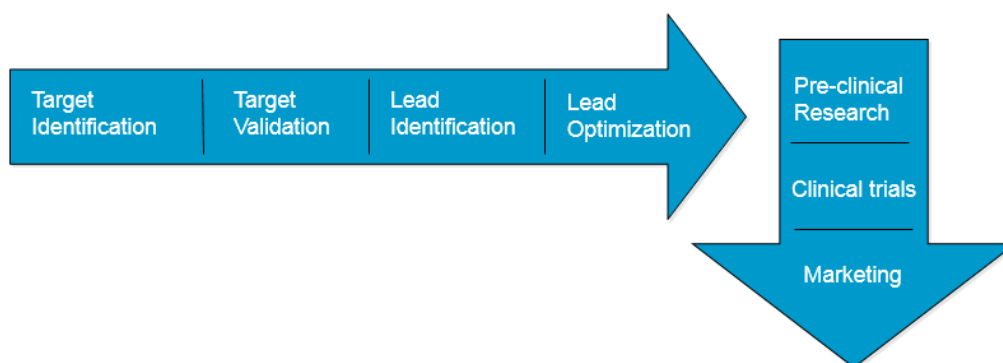 Target
Identification
Target
Validation
Lead
Identification
Lead
Optimization
Pre-clinical
Research
Clinical trials
Marketing